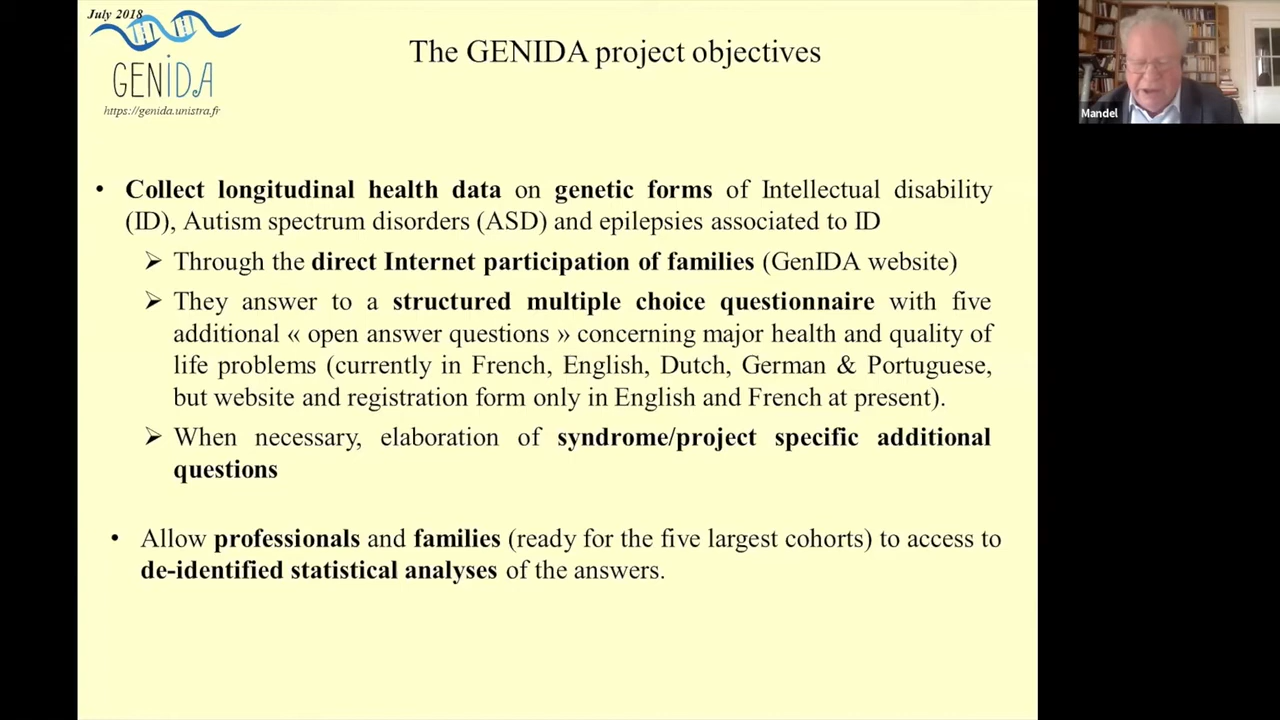 July 2018
GENIDA
https://genida.unistra.fr
The GENIDA project objectives
• Collect longitudinal health data on genetic forms of Intellectual disability
(ID), Autism spectrum disorders (ASD) and epilepsies associated to ID
➢ Through the direct Internet participation of families (GenIDA website)
➢ They answer to a structured multiple choice questionnaire with five
additional « open answer questions » concerning major health and quality of
life problems (currently in French, English, Dutch, German & Portuguese,
but website and registration form only in English and French at present).
➢ When necessary, elaboration of syndrome/project specific additional
questions
• Allow professionals and families (ready for the five largest cohorts) to access to
de-identified statistical analyses of the answers.
Mandel